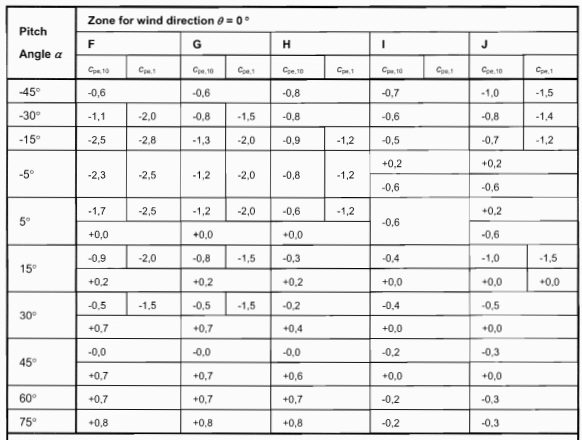 Pitch Angle α Zone for wind direction θ = 0 °
F G H I J
Cpe,10 Cpe,1 Cpe,10 Cpe,1 Cpe,10 Cpe,1 Cpe,10 Cpe,1 Cpe,10 Cpe,1
-45° -0,6 -0,6 -0,8 -0,7 -1,0 -1,5
-30° -1,1 -2,0 -0,8 -1,5 -0,8 -0,6 -0,8 -1,4
-15° -2,5 -2,8 -1,3 -2,0 -0,9 -1,2 -0,5 -0,7 -1,2
-5° -2,3 -2,5 -1,2 -2,0 -0,8 -1,2 +0,2 +0,2
-0,6 -0,6
5° -1,7 -2,5 -1,2 -2,0 -0,6 -1,2 -0,6 +0,2
+0,0 +0,0 +0,0 -0,6
15° -0,9 -2,0 -0,8 -1,5 -0,3 -0,4 -1,0 -1,5
+0,2 +0,2 +0,2 +0,0 +0,0 +0,0
30° -0,5 -1,5 -0,5 -1,5 -0,2 -0,4 -0,5
+0,7 +0,7 +0,4 +0,0 +0,0
45° -0,0 -0,0 -0,0 -0,2 -0,3
+0,7 +0,7 +0,6 +0,0 +0,0
60° +0,7 +0,7 +0,7 -0,2 -0,3
75° +0,8 +0,8 +0,8 -0,2 -0,3